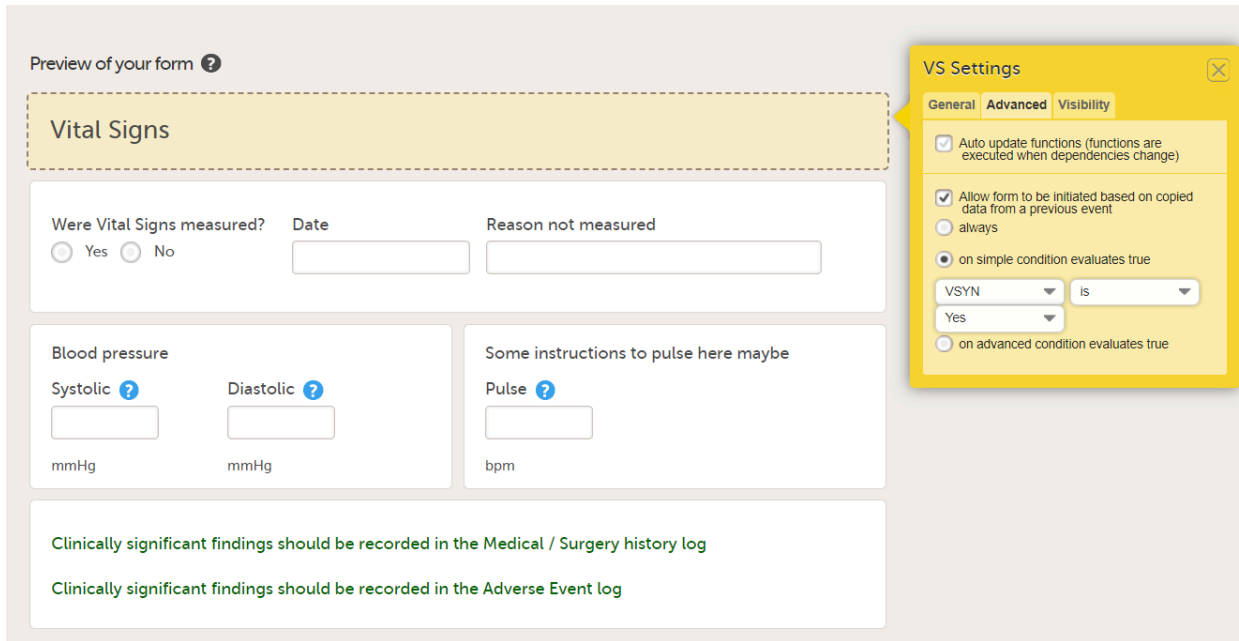 Preview of your form ?
Vital Signs
Were Vital Signs measured?
Yes No
Date
Reason not measured
Blood pressure
Systolic ?
Diastolic ?
mmHg
mmHg
Some instructions to pulse here maybe
Pulse ?
bpm
Clinically significant findings should be recorded in the Medical / Surgery history log
Clinically significant findings should be recorded in the Adverse Event log
VS Settings
General Advanced Visibility
Auto update functions (functions are
executed when dependencies change)
Allow form to be initiated based on copied
data from a previous event
always
on simple condition evaluates true
VSYN is
Yes
on advanced condition evaluates true